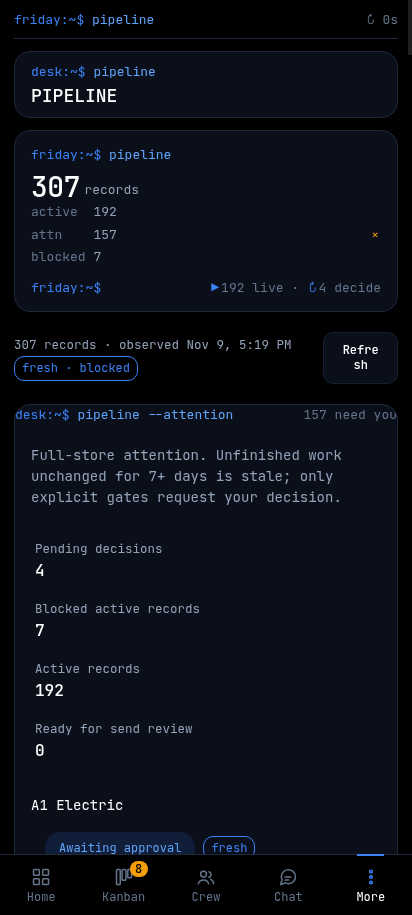 friday:~$ pipeline 0s
desk:~$ pipeline
PIPELINE
friday:~$ pipeline
307 records
active 192
attn 157 ×
blocked 7
friday:~$ ▶192 live · 4 decide
307 records · observed Nov 9, 5:19 PM
fresh · blocked
Refre
sh
desk:~$ pipeline --attention 157 need you
Full-store attention. Unfinished work
unchanged for 7+ days is stale; only
explicit gates request your decision.
Pending decisions
4
Blocked active records
7
Active records
192
Ready for send review
0
A1 Electric
Awaiting approval fresh
8
Home Kanban Crew Chat More